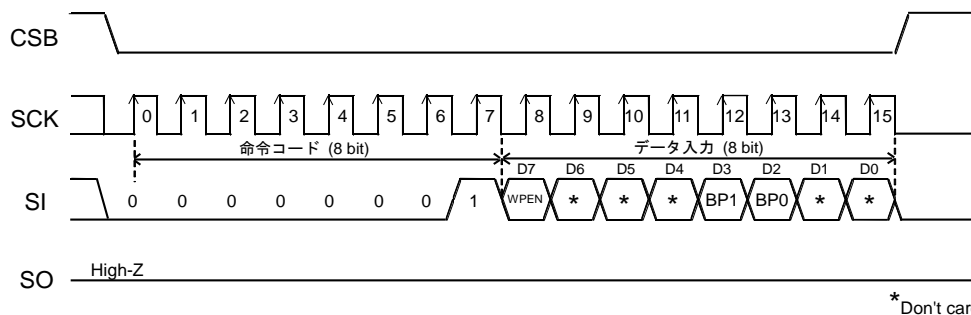 CSB
SCK
0 1 2 3 4 5 6 7 8 9 10 11 12 13 14 15
命令コード (8 bit) データ入力 (8 bit)
D7 D6 D5 D4 D3 D2 D1 D0
SI 0 0 0 0 0 0 0 1 WPEN * * * BP1 BP0 * *
High-Z
SO
*Don't car